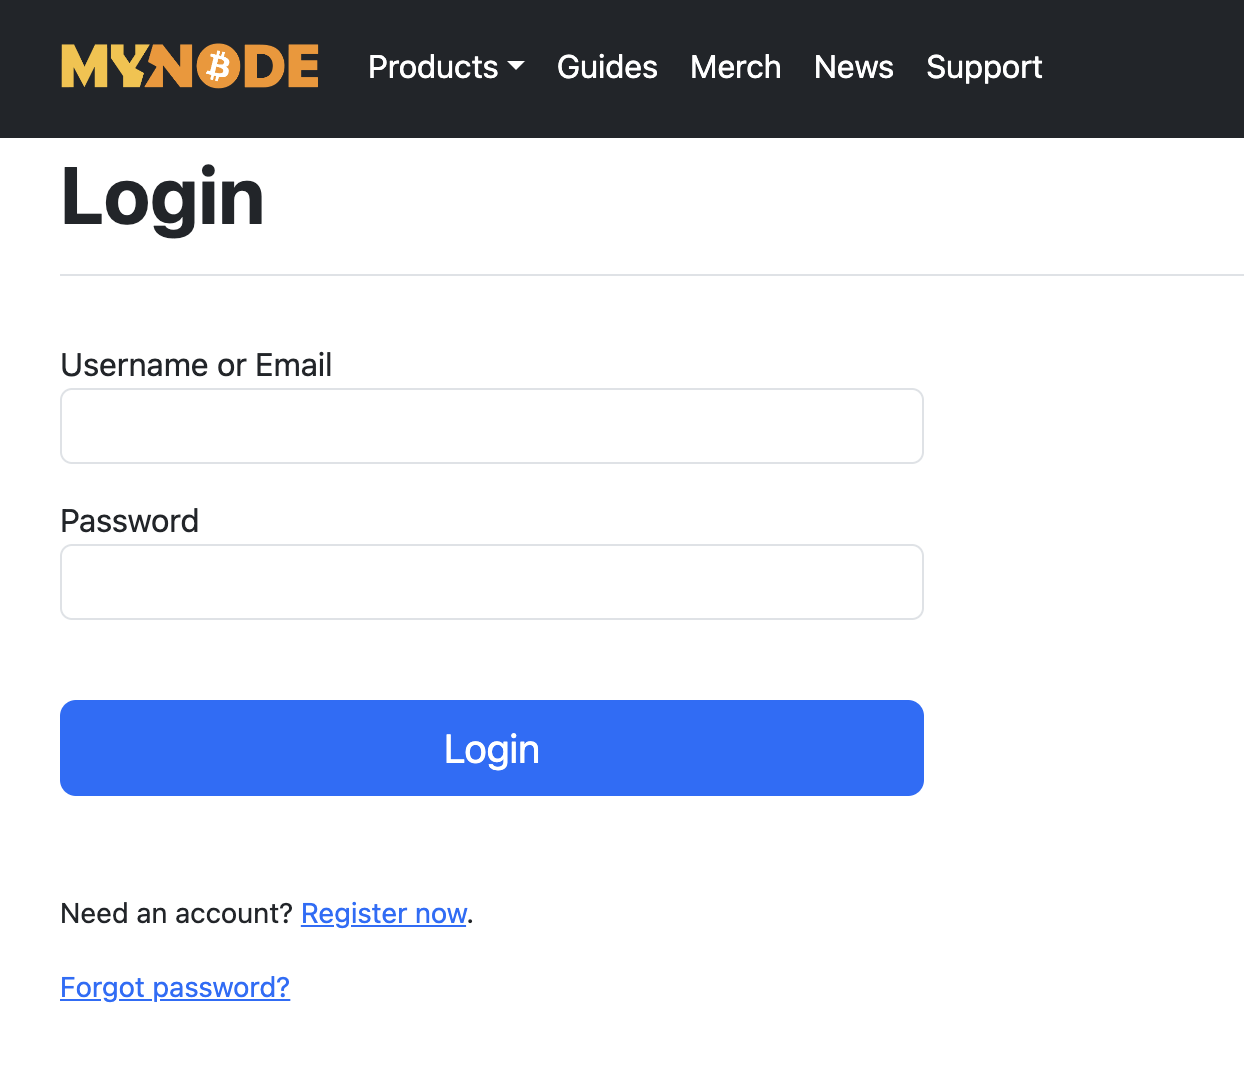 MYNODE
Products Guides Merch News Support
Login
Username or Email
Password
Login
Need an account? Register now.
Forgot password?